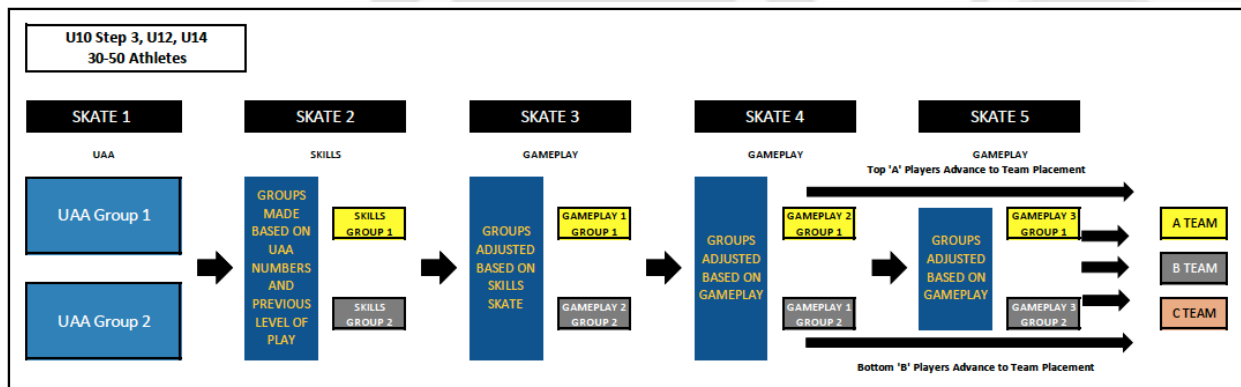 U10 Step 3, U12, U14
30-50 Athletes
SKATE 1
SKATE 2
SKATE 3
SKATE 4
SKATE 5
UAA
SKILLS
GAMEPLAY
GAMEPLAY
GAMEPLAY
Top 'A' Players Advance to Team Placement
UAA Group 1
UAA Group 2
GROUPS
MADE
BASED ON
UAA
NUMBERS
AND
PREVIOUS
LEVEL OF
PLAY
SKILLS
GROUP 1
SKILLS
GROUP 2
GROUPS
ADJUSTED
BASED ON
SKILLS
SKATE
GAMEPLAY 1
GROUP 1
GAMEPLAY 2
GROUP 2
GROUPS
ADJUSTED
BASED ON
GAMEPLAY
GAMEPLAY 2
GROUP 1
GAMEPLAY 1
GROUP 2
GROUPS
ADJUSTED
BASED ON
GAMEPLAY
GAMEPLAY 3
GROUP 1
GAMEPLAY 3
GROUP 2
A TEAM
B TEAM
C TEAM
Bottom 'B' Players Advance to Team Placement